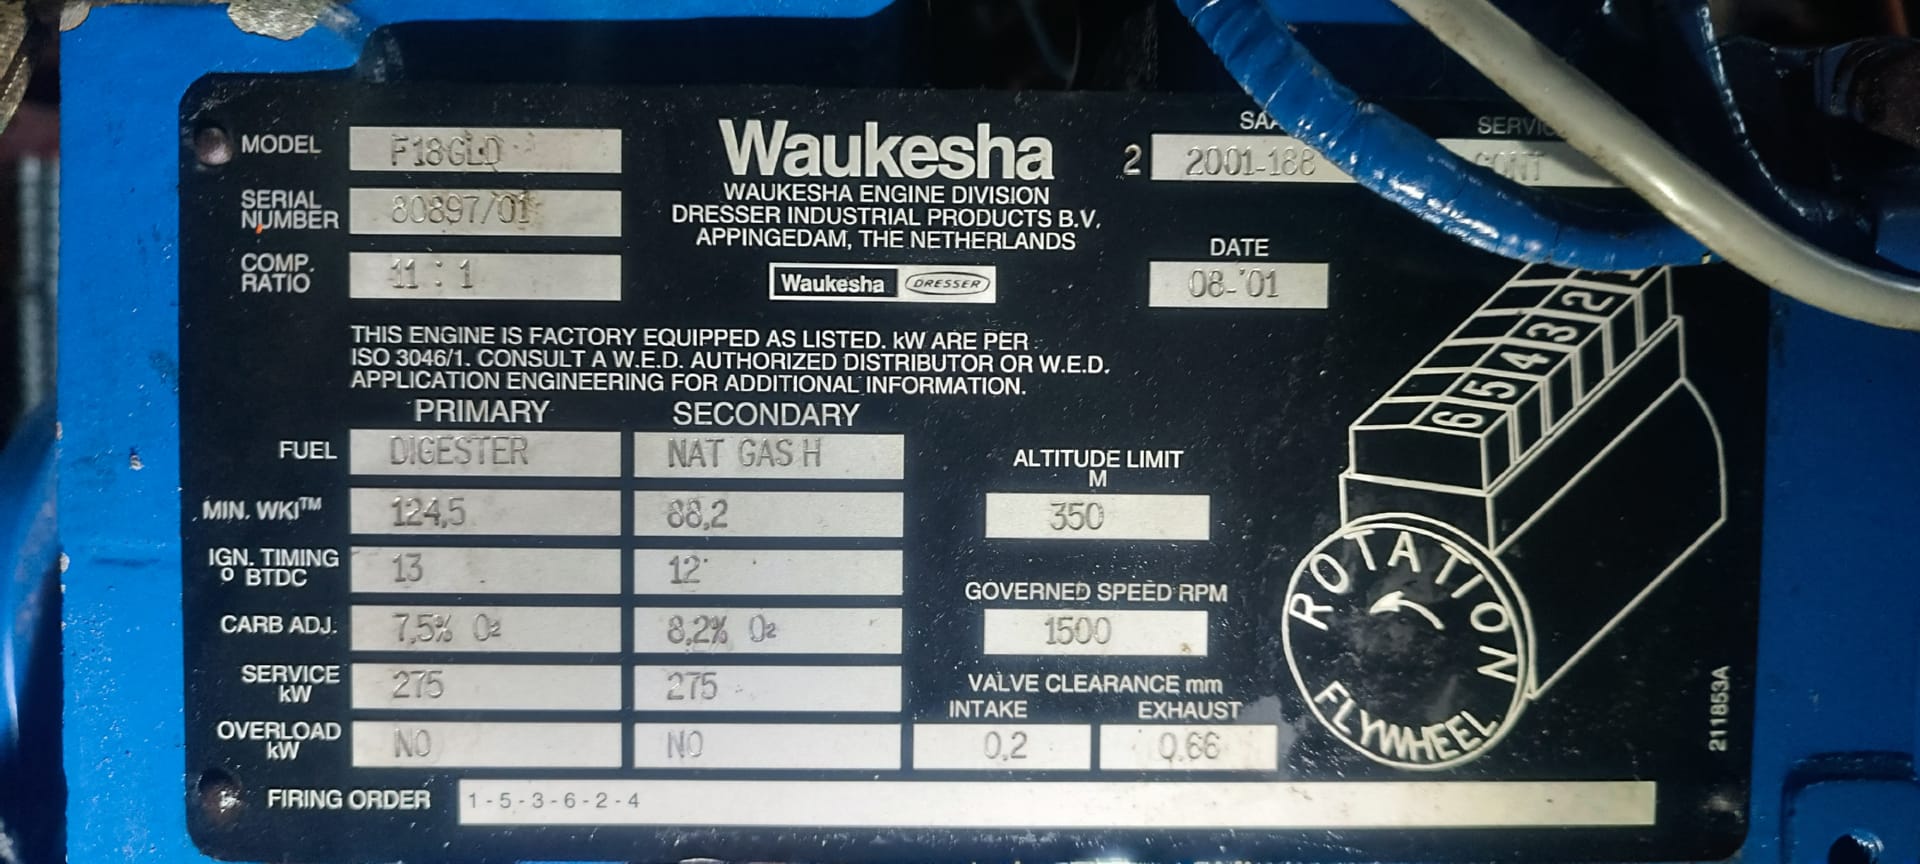 MODEL F18GLD
SERIAL NUMBER 80897/01
COMP. RATIO 11 : 1
Waukesha
WAUKESHA ENGINE DIVISION
DRESSER INDUSTRIAL PRODUCTS B.V.
APPINGEDAM, THE NETHERLANDS
Waukesha DRESSER
2 2001-188
CONT
DATE
08-'01
THIS ENGINE IS FACTORY EQUIPPED AS LISTED. kW ARE PER
ISO 3046/1. CONSULT A W.E.D. AUTHORIZED DISTRIBUTOR OR W.E.D.
APPLICATION ENGINEERING FOR ADDITIONAL INFORMATION.
PRIMARY SECONDARY
FUEL DIGESTER NAT GAS H
MIN. WKI™ 124,5 88,2
IGN. TIMING º BTDC 13 12
CARB ADJ. 7,5% O₂ 8,2% O₂
SERVICE kW 275 275
OVERLOAD kW NO NO
ALTITUDE LIMIT
M
350
GOVERNED SPEED RPM
1500
VALVE CLEARANCE mm
INTAKE EXHAUST
0,2 0,66
FIRING ORDER 1-5-3-6-2-4
6 5 4 3 2
ROTATION
FLYWHEEL
211853A